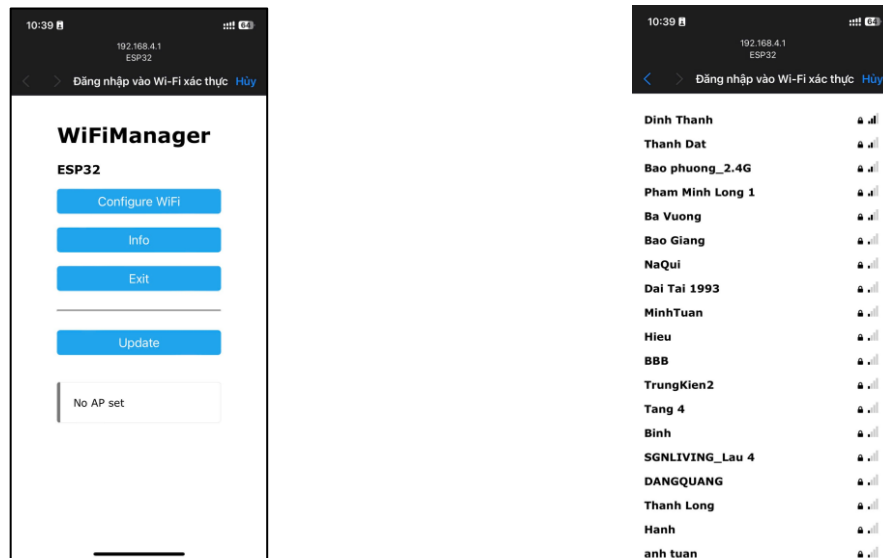 10:39
64
192.168.4.1
ESP32
Đăng nhập vào Wi-Fi xác thực Hủy
WiFiManager
ESP32
Configure WiFi
Info
Exit
Update
No AP set
10:39
64
192.168.4.1
ESP32
Đăng nhập vào Wi-Fi xác thực Hủy
Dinh Thanh
Thanh Dat
Bao phuong_2.4G
Pham Minh Long 1
Ba Vuong
Bao Giang
NaQui
Dai Tai 1993
MinhTuan
Hieu
BBB
TrungKien2
Tang 4
Binh
SGNLIVING_Lau 4
DANGQUANG
Thanh Long
Hanh
anh tuan